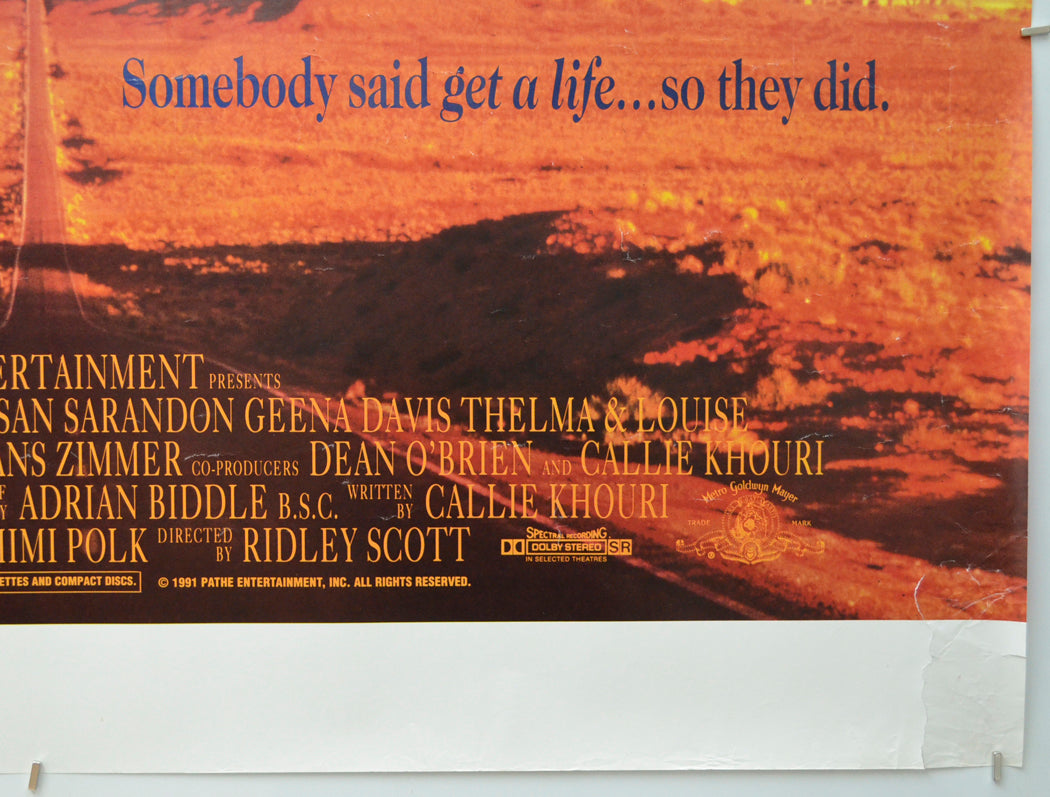 Somebody said get a life...so they did.
ERTAINMENT PRESENTS
SAN SARANDON GEENA DAVIS THELMA & LOUISE
ANS ZIMMER CO-PRODUCERS DEAN O'BRIEN AND CALLIE KHOURI
ADRIAN BIDDLE B.S.C. WRITTEN BY CALLIE KHOURI
Metro Goldwyn Mayer
TRADE MARK
MIMI POLK DIRECTED BY RIDLEY SCOTT
SPECTRAL RECORDING
DOLBY STEREO SR
IN SELECTED THEATRES
ETTES AND COMPACT DISCS. © 1991 PATHE ENTERTAINMENT, INC. ALL RIGHTS RESERVED.